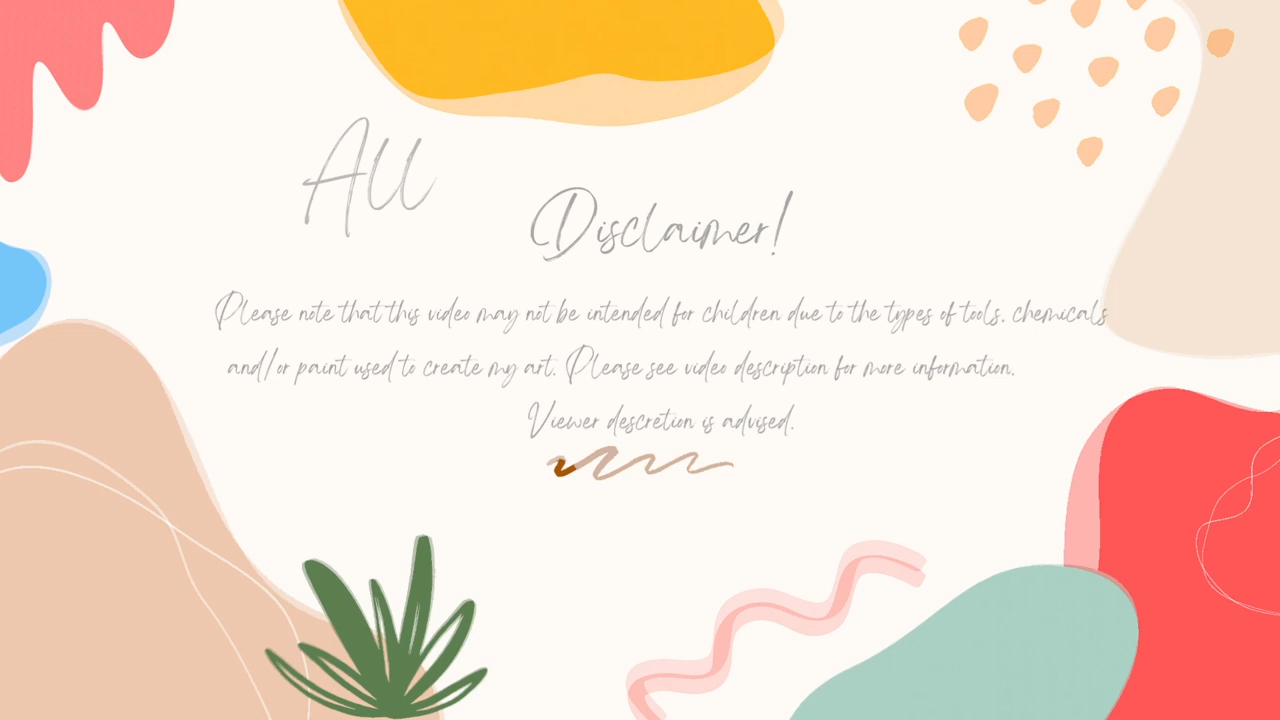 All
Disclaimer!
Please note that this video may not be intended for children due to the types of tools, chemicals
and/or paint used to create my art. Please see video description for more information.
Viewer descretion is advised.